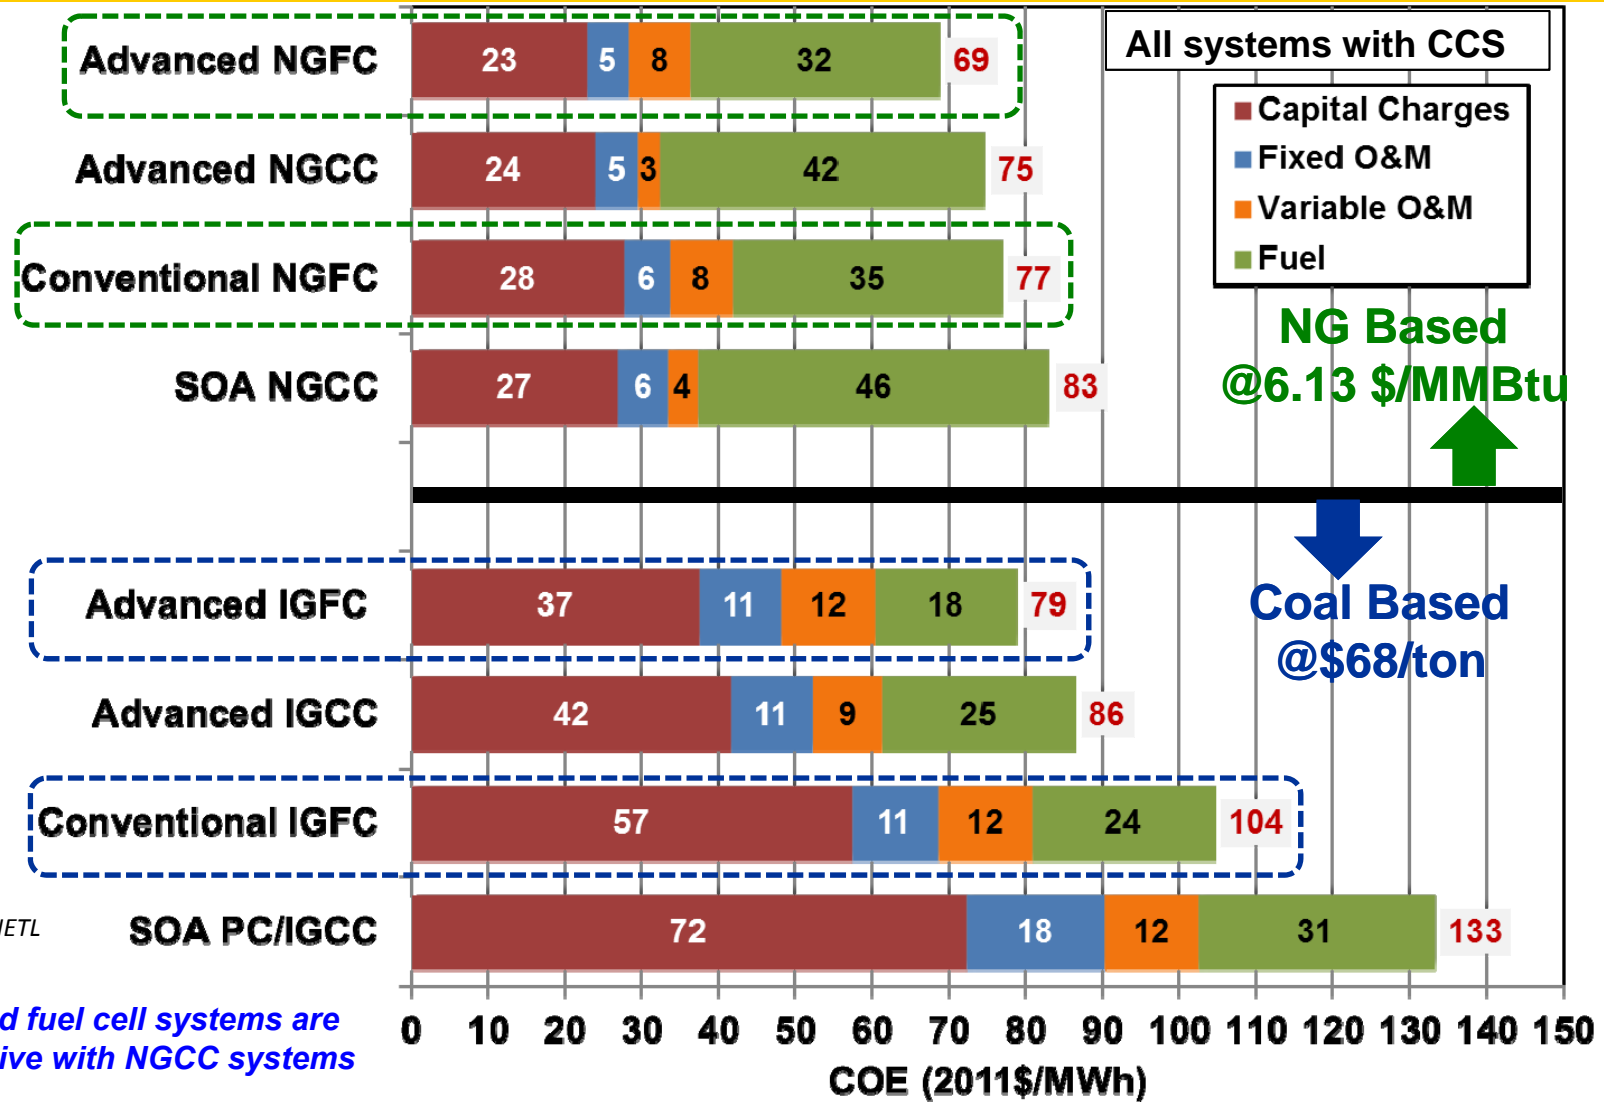 All systems with CCS
Capital Charges
Fixed O&M
Variable O&M
Fuel
Advanced NGFC 23 5 8 32 69
Advanced NGCC 24 5 3 42 75
Conventional NGFC 28 6 8 35 77
SOA NGCC 27 6 4 46 83
NG Based
@6.13 $/MMBtu
Advanced IGFC 37 11 12 18 79
Coal Based
@$68/ton
Advanced IGCC 42 11 9 25 86
Conventional IGFC 57 11 12 24 104
SOA PC/IGCC 72 18 12 31 133
0 10 20 30 40 50 60 70 80 90 100 110 120 130 140 150
COE (2011$/MWh)
fuel cell systems are
with NGCC systems